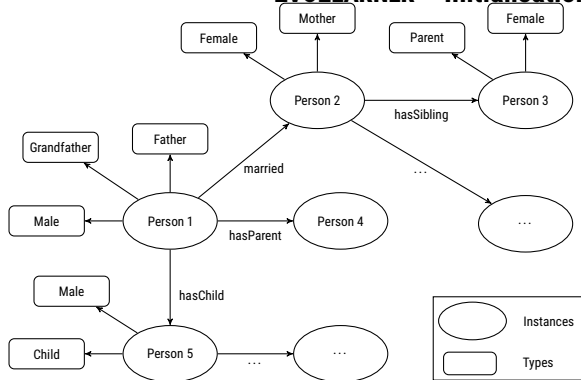 Mother
Female
Female
Parent
Person 2
Person 3
hasSibling
Father
Grandfather
married
...
Male
Person 1
Person 4
...
hasParent
Male
hasChild
Instances
Child
Person 5
...
...
Types